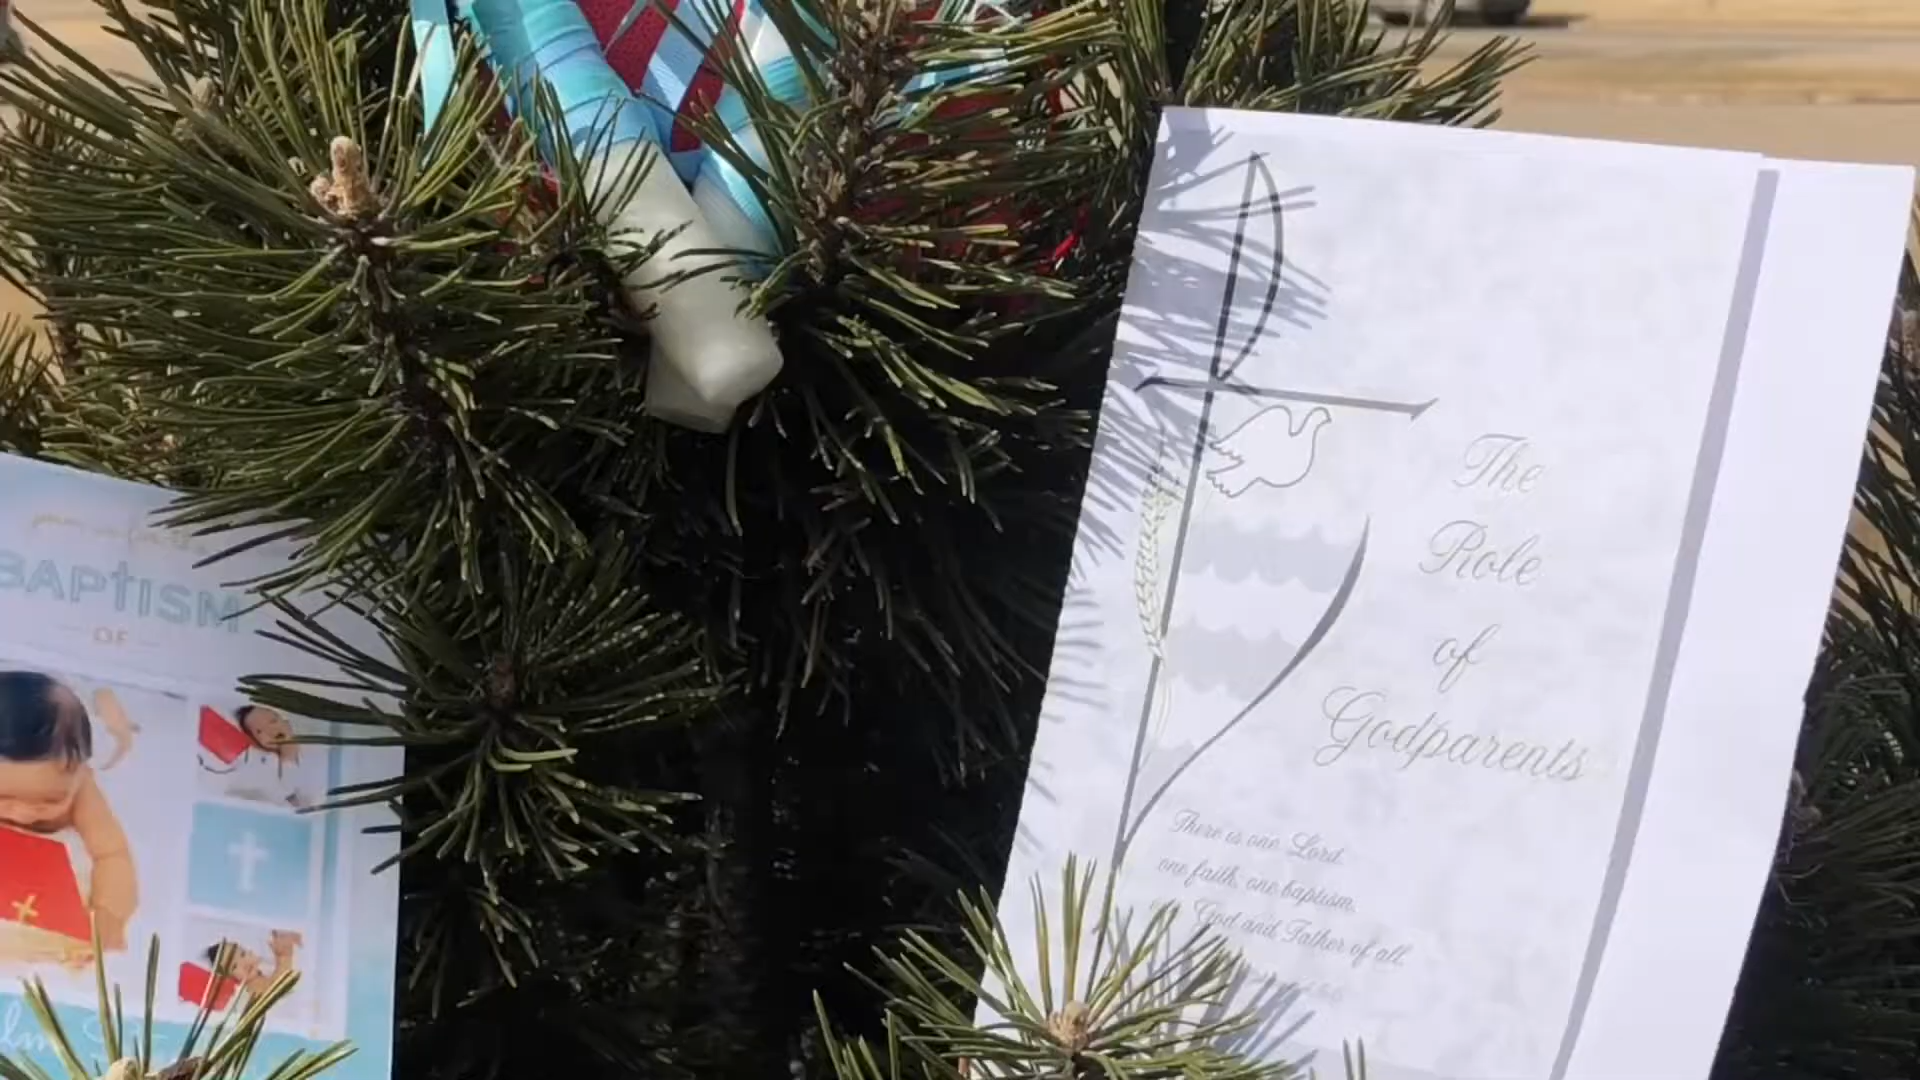 BAPTISM
OF
The
Role
of
Godparents
There is one Lord,
one faith, one baptism,
God and Father of all.